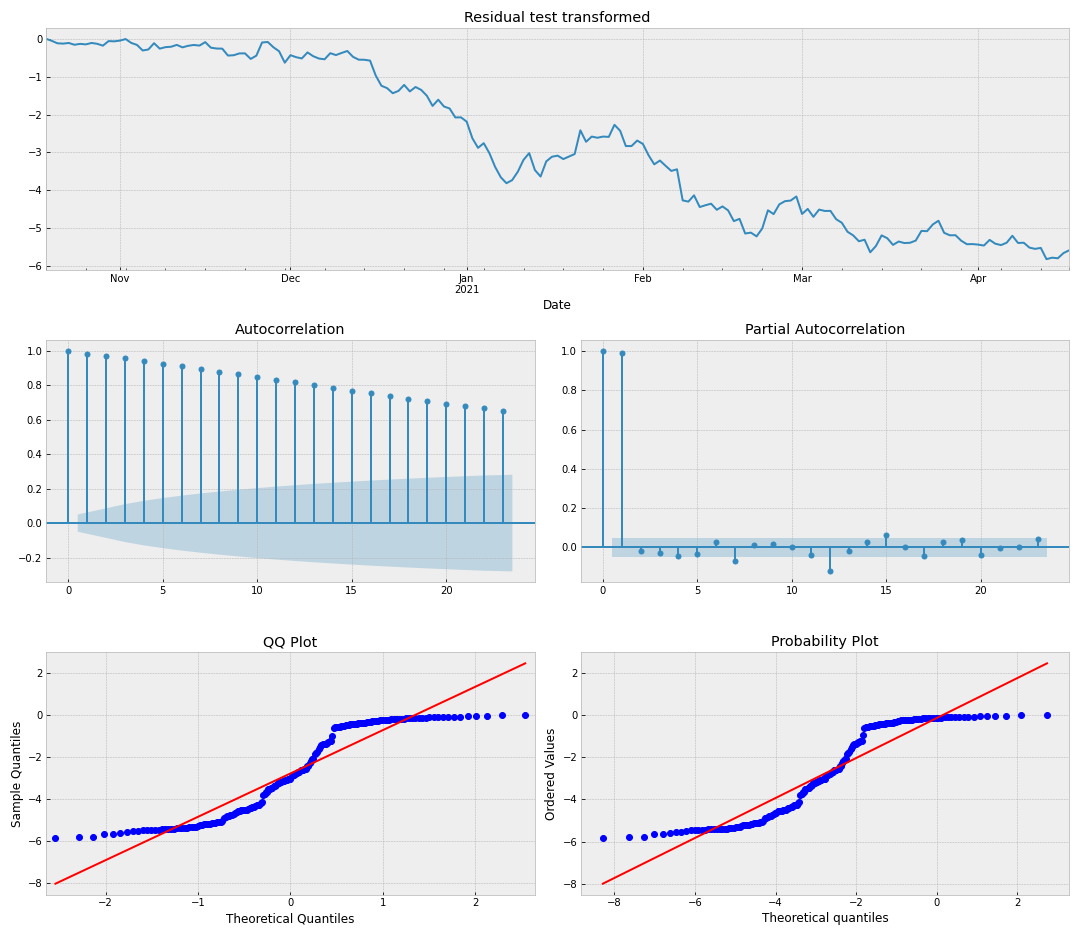 Residual test transformed
0
−1
−2
−3
−4
−5
−6
Nov Dec Jan Feb Mar Apr
2021
Date
Autocorrelation Partial Autocorrelation
1.0 1.0
0.8 0.8
0.6 0.6
0.4 0.4
0.2 0.2
0.0 0.0
−0.2
0 5 10 15 20 0 5 10 15 20
QQ Plot Probability Plot
Sample Quantiles Ordered Values
2 2
0 0
−2 −2
−4 −4
−6 −6
−8 −8
−2 −1 0 1 2 −8 −6 −4 −2 0 2
Theoretical Quantiles Theoretical quantiles